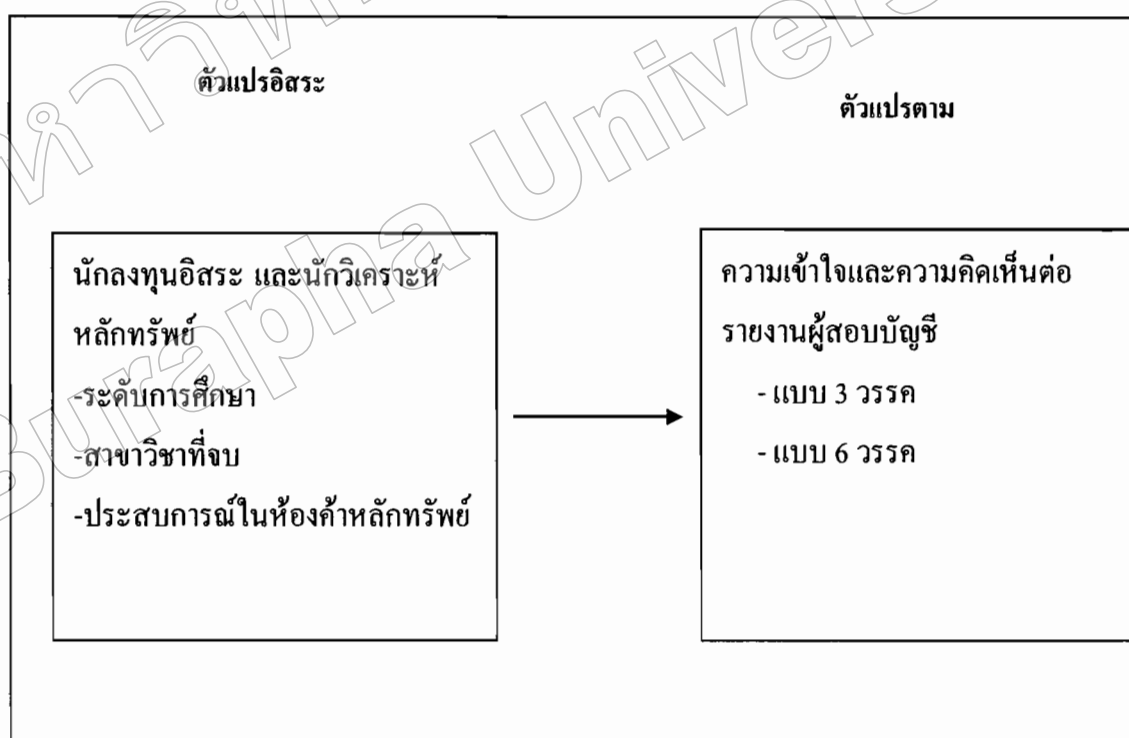 ตัวแปรอิสระ
ตัวแปรตาม
นักลงทุนอิสระ และนักวิเคราะห์
หลักทรัพย์
-ระดับการศึกษา
-สาขาวิชาที่จบ
-ประสบการณ์ในห้องค้าหลักทรัพย์
ความเข้าใจและความคิดเห็นต่อ
รายงานผู้สอบบัญชี
- แบบ 3 วรรค
- แบบ 6 วรรค
Burapha Univer